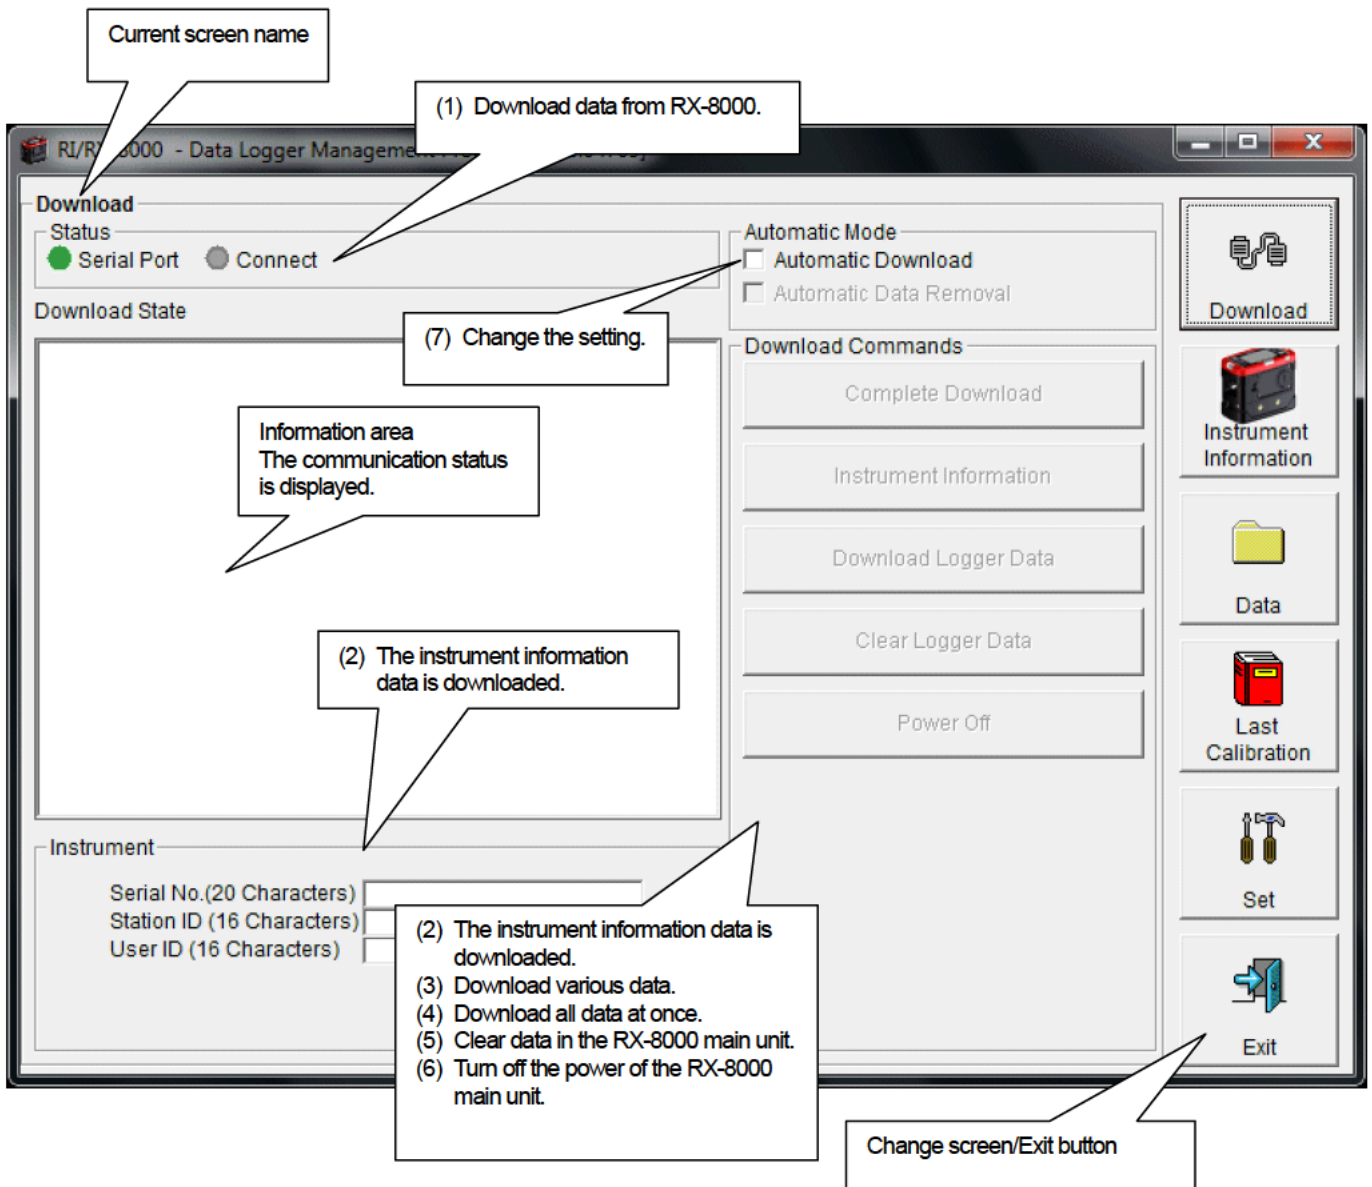 Current screen name
(1) Download data from RX-8000.
RI/RX-8000 - Data Logger Management
Download
Status
Serial Port Connect
Automatic Mode
Automatic Download
Automatic Data Removal
Download State
(7) Change the setting.
Download Commands
Complete Download
Instrument Information
Download Logger Data
Clear Logger Data
Power Off
Information area
The communication status
is displayed.
(2) The instrument information
data is downloaded.
Instrument
Serial No.(20 Characters)
Station ID (16 Characters)
User ID (16 Characters)
(2) The instrument information data is
downloaded.
(3) Download various data.
(4) Download all data at once.
(5) Clear data in the RX-8000 main unit.
(6) Turn off the power of the RX-8000
main unit.
Download
Instrument
Information
Data
Last
Calibration
Set
Exit
Change screen/Exit button